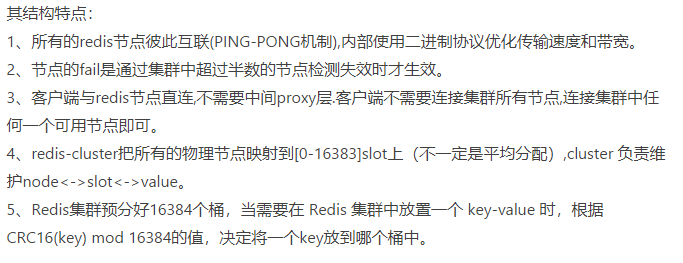 其结构特点：
1、所有的redis节点彼此互联(PING-PONG机制),内部使用二进制协议优化传输速度和带宽。
2、节点的fail是通过集群中超过半数的节点检测失效时才生效。
3、客户端与redis节点直连,不需要中间proxy层.客户端不需要连接集群所有节点,连接集群中任
何一个可用节点即可。
4、redis-cluster把所有的物理节点映射到[0-16383]slot上（不一定是平均分配）,cluster 负责维
护node<->slot<->value。
5、Redis集群预分好16384个桶，当需要在 Redis 集群中放置一个 key-value 时，根据
CRC16(key) mod 16384的值，决定将一个key放到哪个桶中。